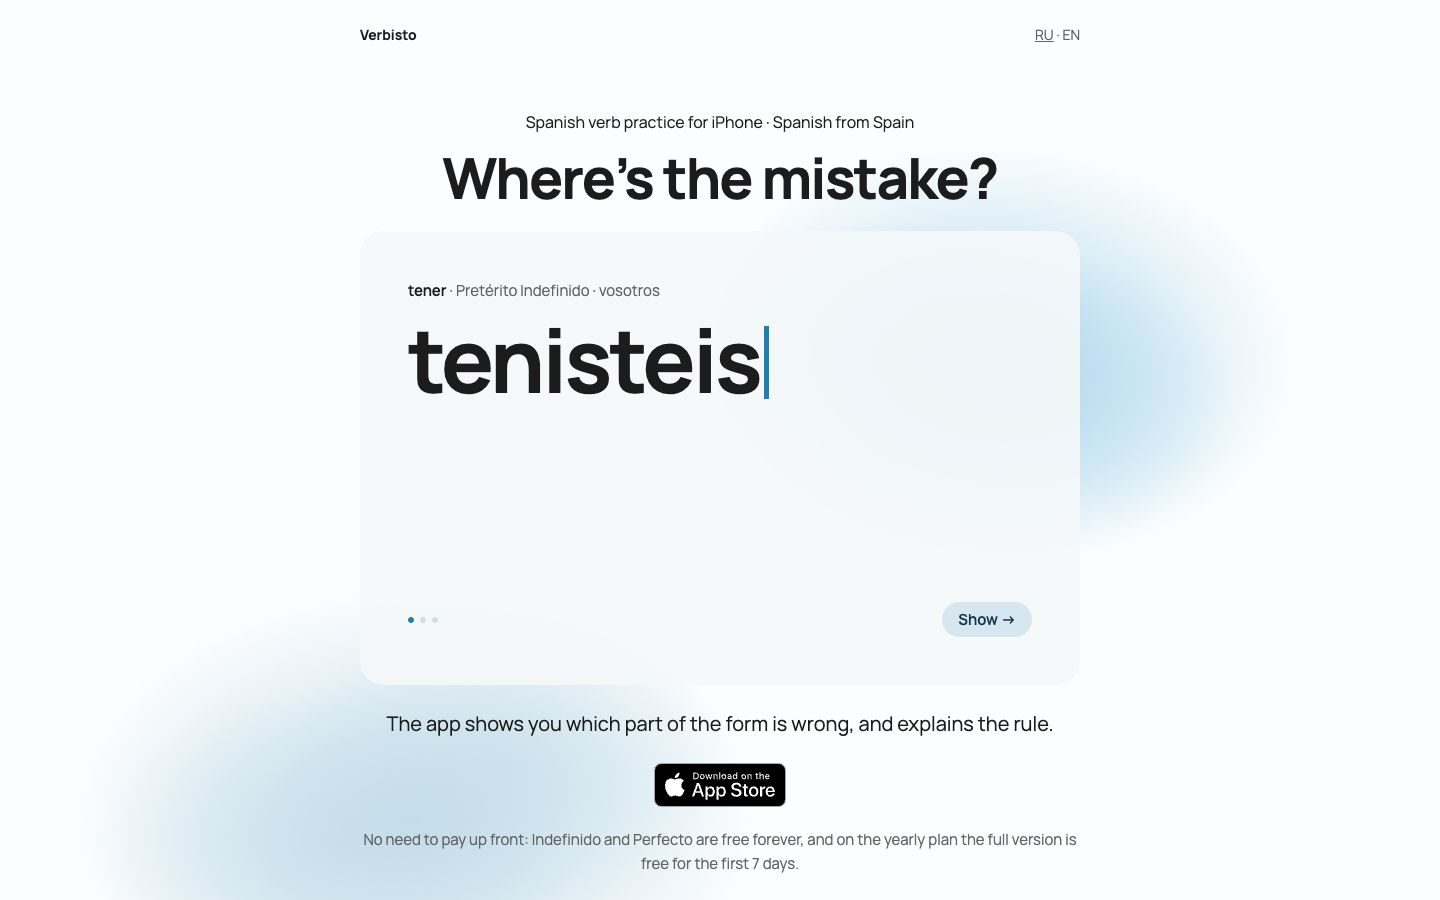 Verbisto
RU · EN
Spanish verb practice for iPhone · Spanish from Spain
Where’s the mistake?
tener · Pretérito Indefinido · vosotros
tenisteis
Show →
The app shows you which part of the form is wrong, and explains the rule.
Download on the
App Store
No need to pay up front: Indefinido and Perfecto are free forever, and on the yearly plan the full version is
free for the first 7 days.